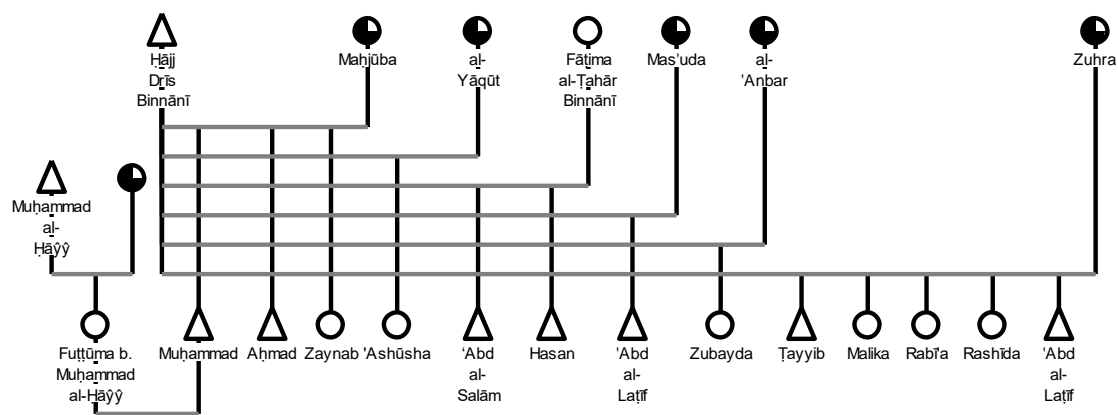 Ḥājj
Drīs
Binnānī
Maḥjūba
al-
Yāqūt
Fāṭima
al-Ṭahār
Binnānī
Mas'uda
al-
'Anbar
Zuhra
Muḥammad
al-
Ḥāŷŷ
Fuṭṭūma b.
Muḥammad
al-Ḥāŷŷ
Muḥammad
Aḥmad
Zaynab
'Ashūsha
'Abd
al-
Salām
Hasan
'Abd
al-
Laṭīf
Zubayda
Ṭayyib
Malika
Rabī'a
Rashīda
'Abd
al-
Laṭīf